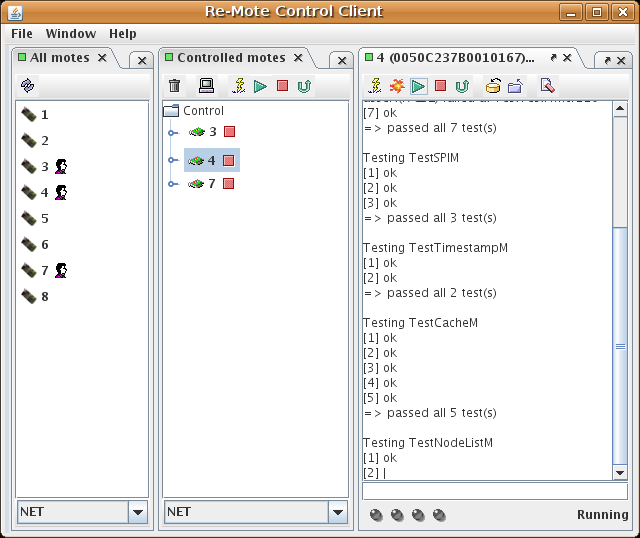 Re-Mote Control Client
File Window Help
All motes
1
2
3
4
5
6
7
8
NET
Controlled motes
Control
3
4
7
NET
4 (0050C237B0010167)...
[7] ok
=> passed all 7 test(s)
Testing TestSPIM
[1] ok
[2] ok
[3] ok
=> passed all 3 test(s)
Testing TestTimestampM
[1] ok
[2] ok
=> passed all 2 test(s)
Testing TestCacheM
[1] ok
[2] ok
[3] ok
[4] ok
[5] ok
=> passed all 5 test(s)
Testing TestNodeListM
[1] ok
[2]
Running